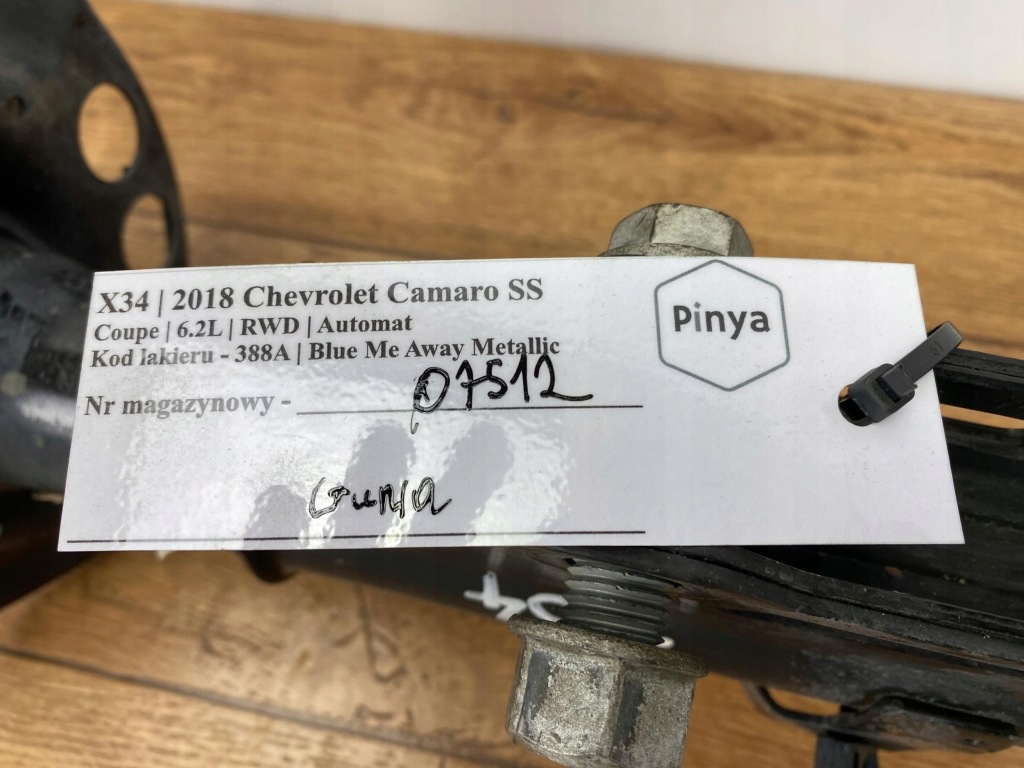 X34 | 2018 Chevrolet Camaro SS
Coupe | 6.2L | RWD | Automat
Kod lakieru - 388A | Blue Me Away Metallic
Nr magazynowy - 07512
Pinya